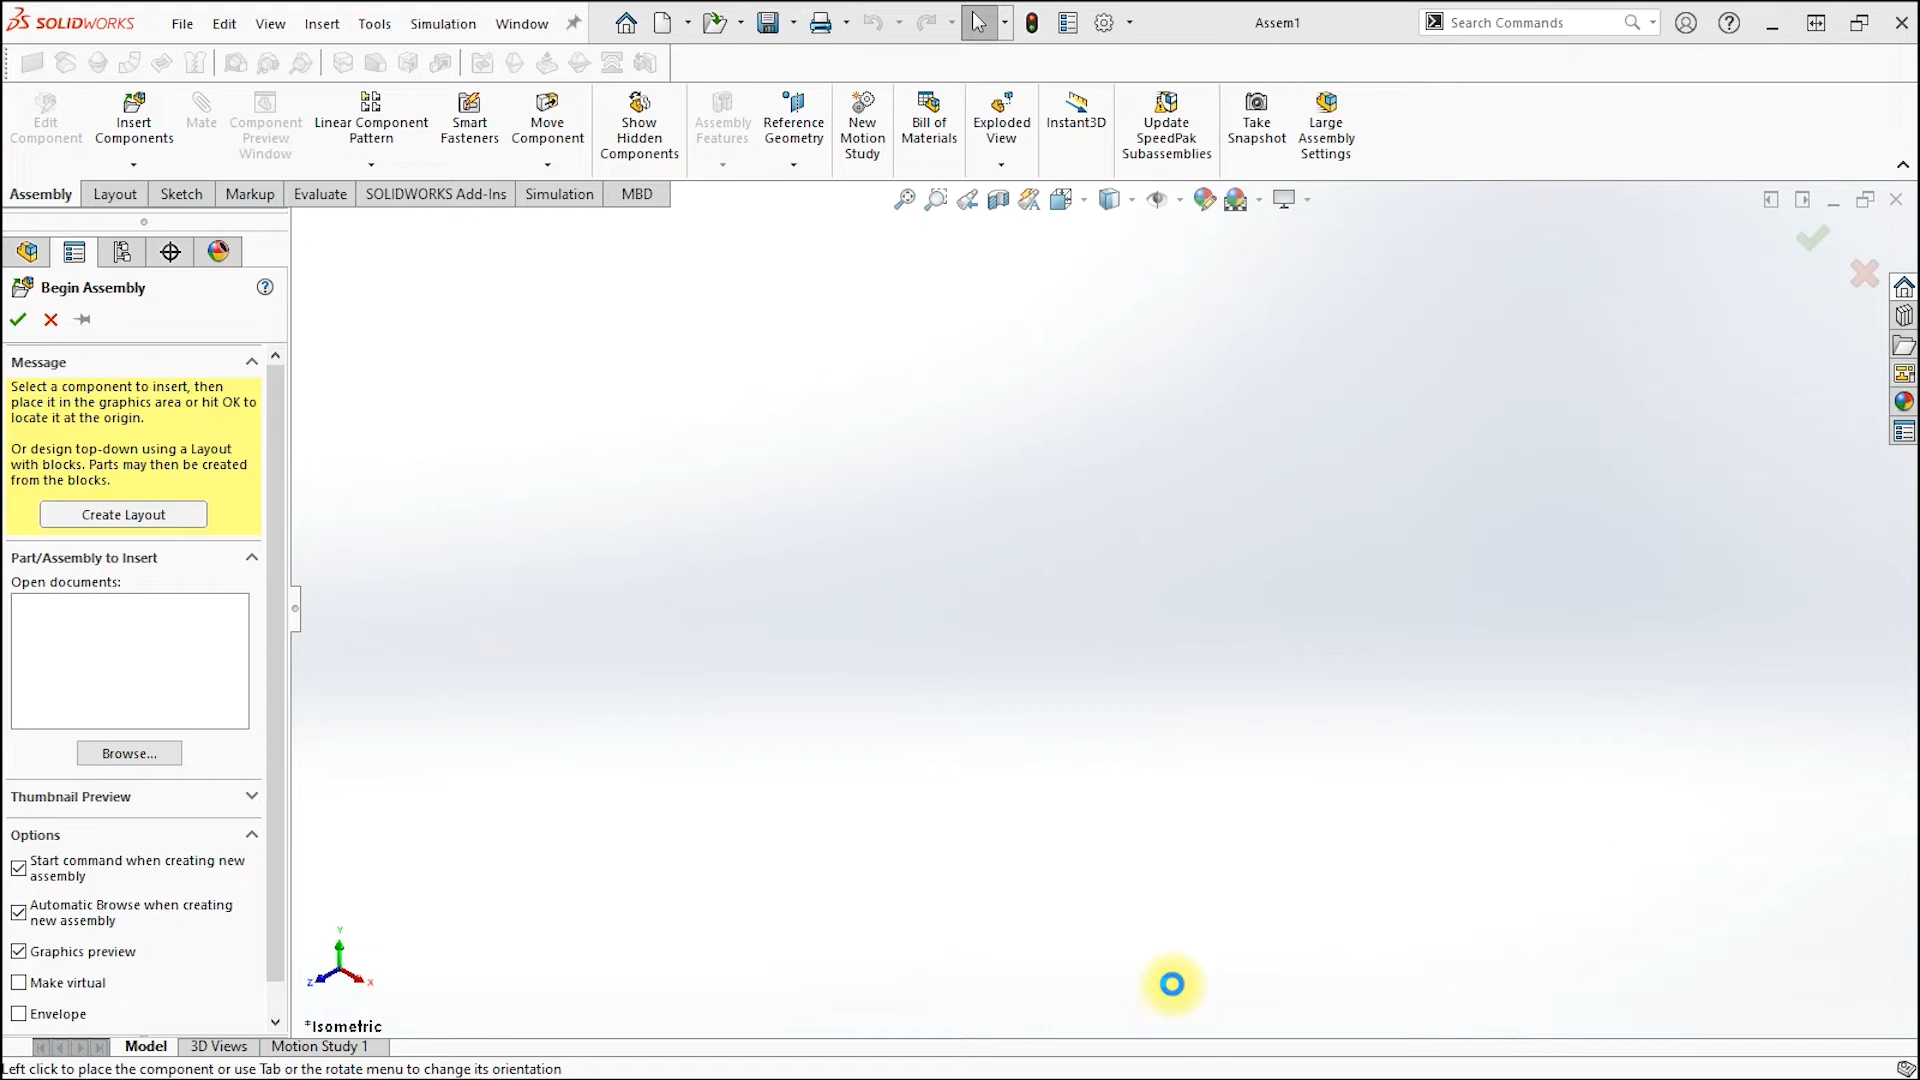 SOLIDWORKS File Edit View Insert Tools Simulation Window Assem1 Search Commands
Edit Component
Insert Components
Mate
Component Preview Window
Linear Component Pattern
Smart Fasteners
Move Component
Show Hidden Components
Assembly Features
Reference Geometry
New Motion Study
Bill of Materials
Exploded View
Instant3D
Update SpeedPak Subassemblies
Take Snapshot
Large Assembly Settings
Assembly Layout Sketch Markup Evaluate SOLIDWORKS Add-Ins Simulation MBD
Begin Assembly
Message
Select a component to insert, then
place it in the graphics area or hit OK to
locate it at the origin.
Or design top-down using a Layout
with blocks. Parts may then be created
from the blocks.
Create Layout
Part/Assembly to Insert
Open documents:
Browse...
Thumbnail Preview
Options
Start command when creating new
assembly
Automatic Browse when creating
new assembly
Graphics preview
Make virtual
Envelope
Y
Z X
*Isometric
Model 3D Views Motion Study 1
Left click to place the component or use Tab or the rotate menu to change its orientation